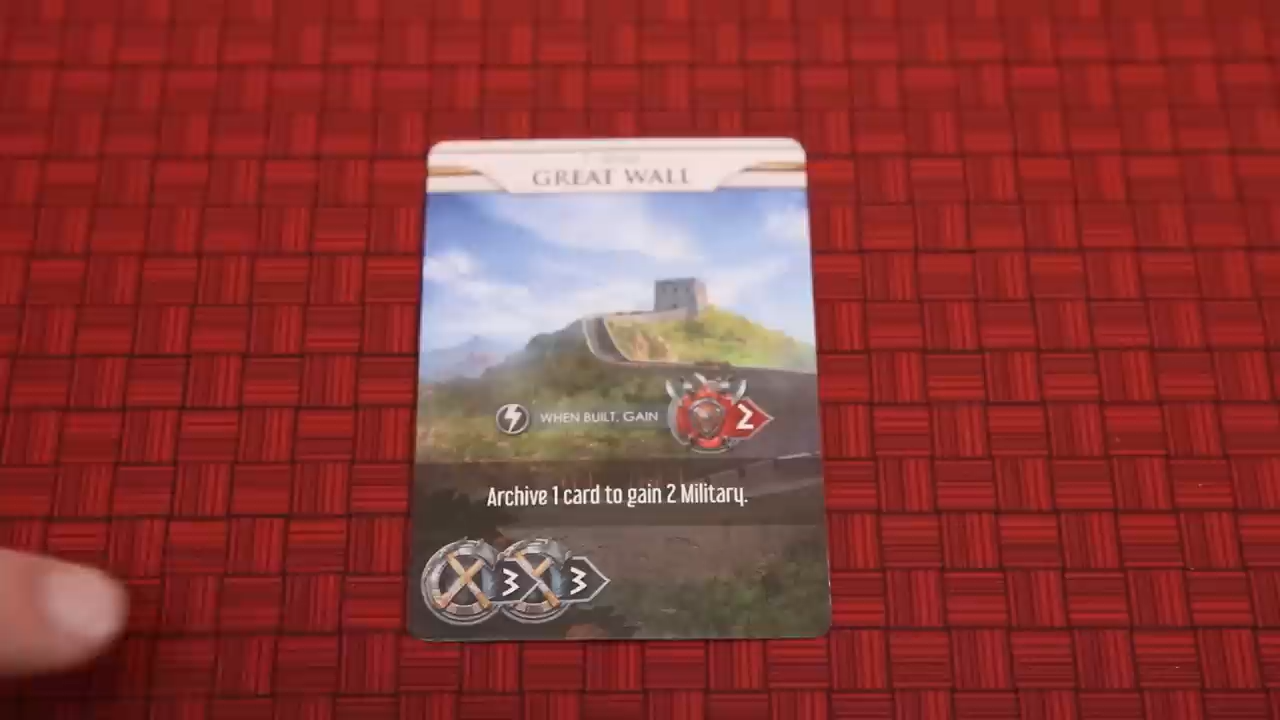 GREAT WALL
WHEN BUILT, GAIN 2
Archive 1 card to gain 2 Military.
3 3